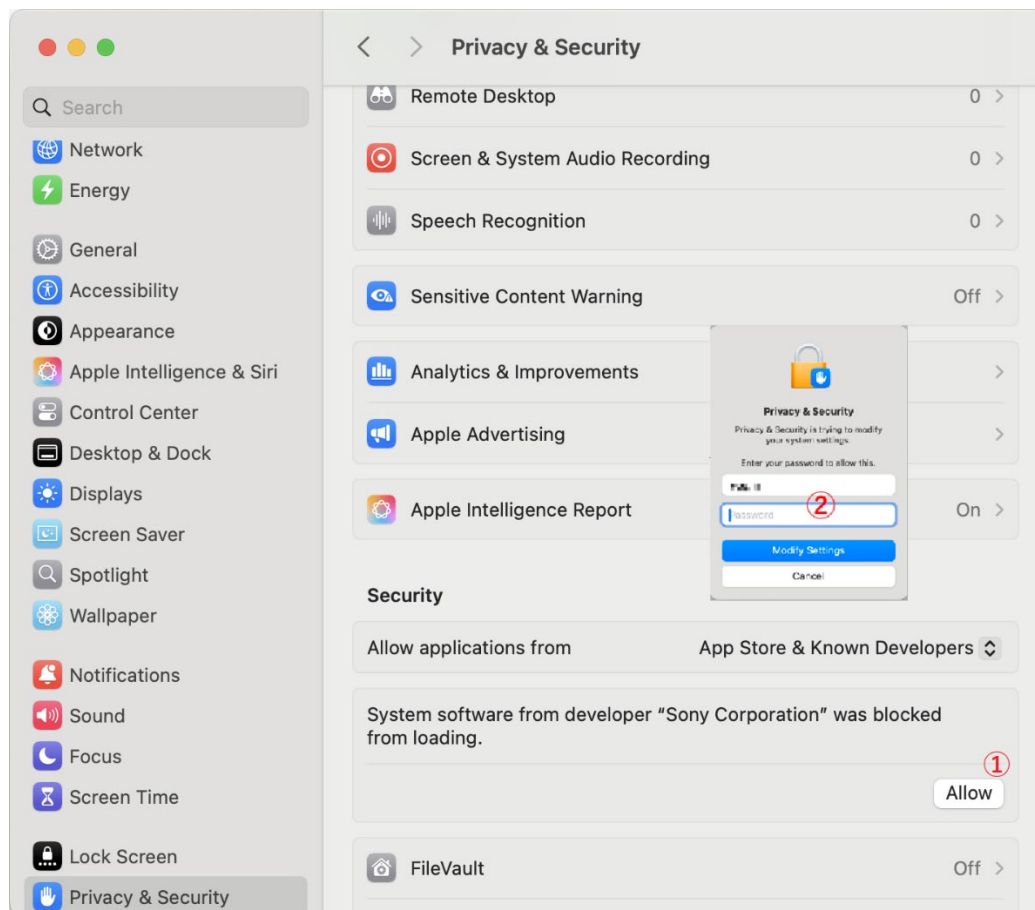 Privacy & Security
Search
Network
Energy
General
Accessibility
Appearance
Apple Intelligence & Siri
Control Center
Desktop & Dock
Displays
Screen Saver
Spotlight
Wallpaper
Notifications
Sound
Focus
Screen Time
Lock Screen
Privacy & Security
Remote Desktop 0
Screen & System Audio Recording 0
Speech Recognition 0
Sensitive Content Warning Off
Analytics & Improvements
Apple Advertising
Apple Intelligence Report On
Privacy & Security
Privacy & Security is trying to modify
your system settings.
Enter your password to allow this.
Password ②
Modify Settings
Cancel
Security
Allow applications from App Store & Known Developers
System software from developer “Sony Corporation” was blocked
from loading.
①
Allow
FileVault Off